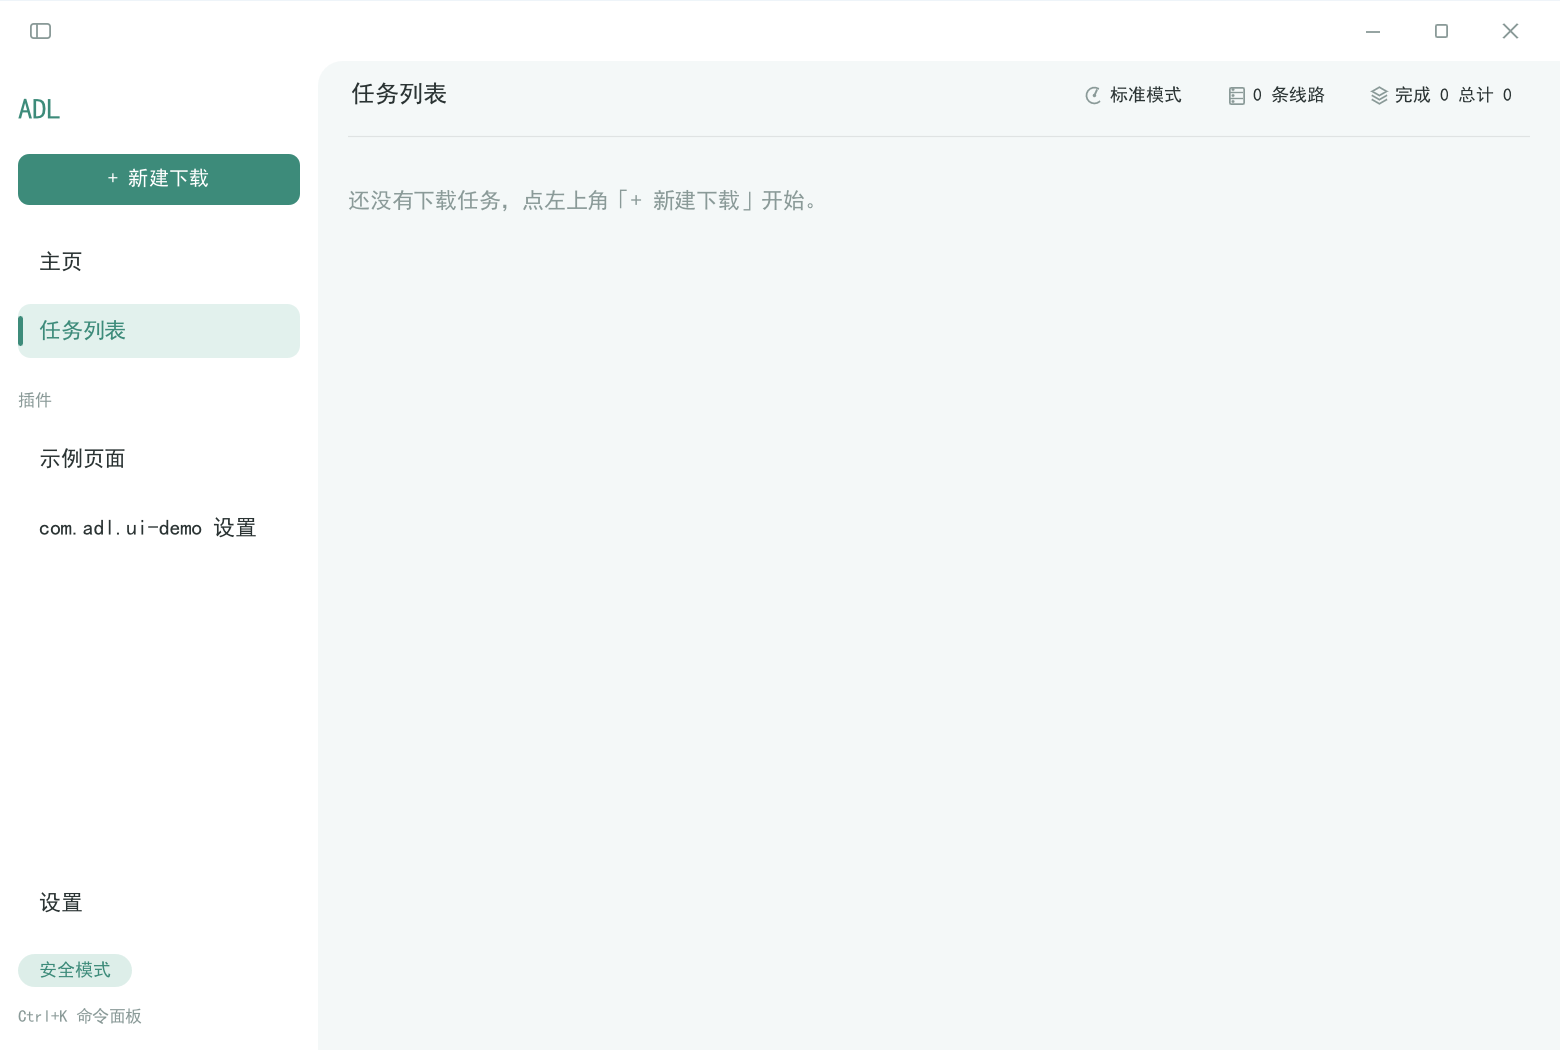 ADL
+ 新建下载
主页
任务列表
插件
示例页面
com.adl.ui-demo 设置
设置
安全模式
Ctrl+K 命令面板
任务列表
标准模式
0 条线路
完成 0 总计 0
还没有下载任务，点左上角「+ 新建下载」开始。